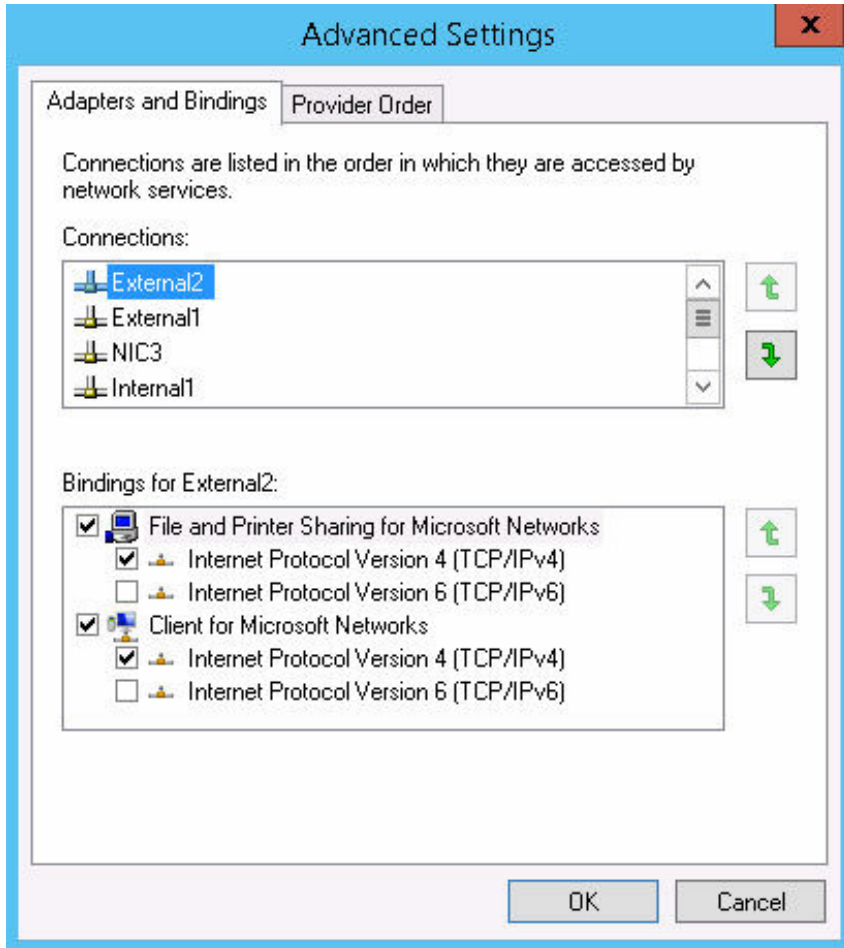 Advanced Settings
x
Adapters and Bindings
Provider Order
Connections are listed in the order in which they are accessed by
network services.
Connections:
External2
External1
NIC3
Internal1
Bindings for External2:
File and Printer Sharing for Microsoft Networks
Internet Protocol Version 4 (TCP/IPv4)
Internet Protocol Version 6 (TCP/IPv6)
Client for Microsoft Networks
Internet Protocol Version 4 (TCP/IPv4)
Internet Protocol Version 6 (TCP/IPv6)
OK
Cancel